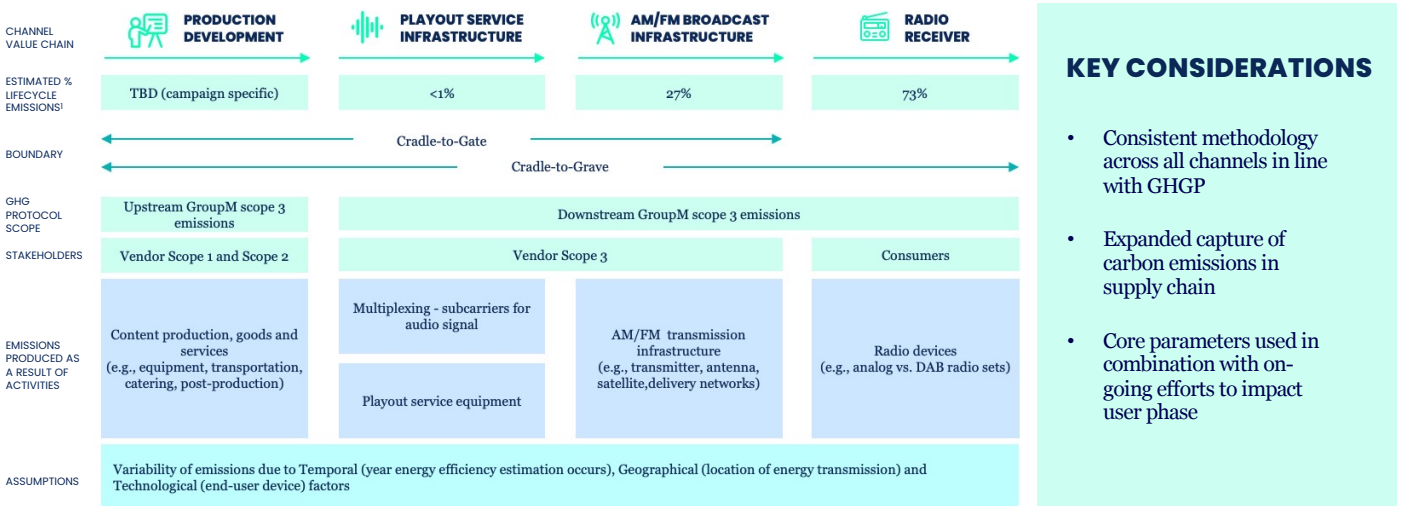 CHANNEL
VALUE CHAIN
PRODUCTION
DEVELOPMENT
PLAYOUT SERVICE
INFRASTRUCTURE
AM/FM BROADCAST
INFRASTRUCTURE
RADIO
RECEIVER
ESTIMATED %
LIFECYCLE
EMISSIONS¹
TBD (campaign specific)
<1%
27%
73%
BOUNDARY
Cradle-to-Gate
Cradle-to-Grave
GHG
PROTOCOL
SCOPE
Upstream GroupM scope 3
emissions
Downstream GroupM scope 3 emissions
STAKEHOLDERS
Vendor Scope 1 and Scope 2
Vendor Scope 3
Consumers
EMISSIONS
PRODUCED AS
A RESULT OF
ACTIVITIES
Content production, goods and
services
(e.g., equipment, transportation,
catering, post-production)
Multiplexing - subcarriers for
audio signal
Playout service equipment
AM/FM transmission
infrastructure
(e.g., transmitter, antenna,
satellite,delivery networks)
Radio devices
(e.g., analog vs. DAB radio sets)
ASSUMPTIONS
Variability of emissions due to Temporal (year energy efficiency estimation occurs), Geographical (location of energy transmission) and
Technological (end-user device) factors
KEY CONSIDERATIONS
• Consistent methodology
across all channels in line
with GHGP
• Expanded capture of
carbon emissions in
supply chain
• Core parameters used in
combination with on-
going efforts to impact
user phase